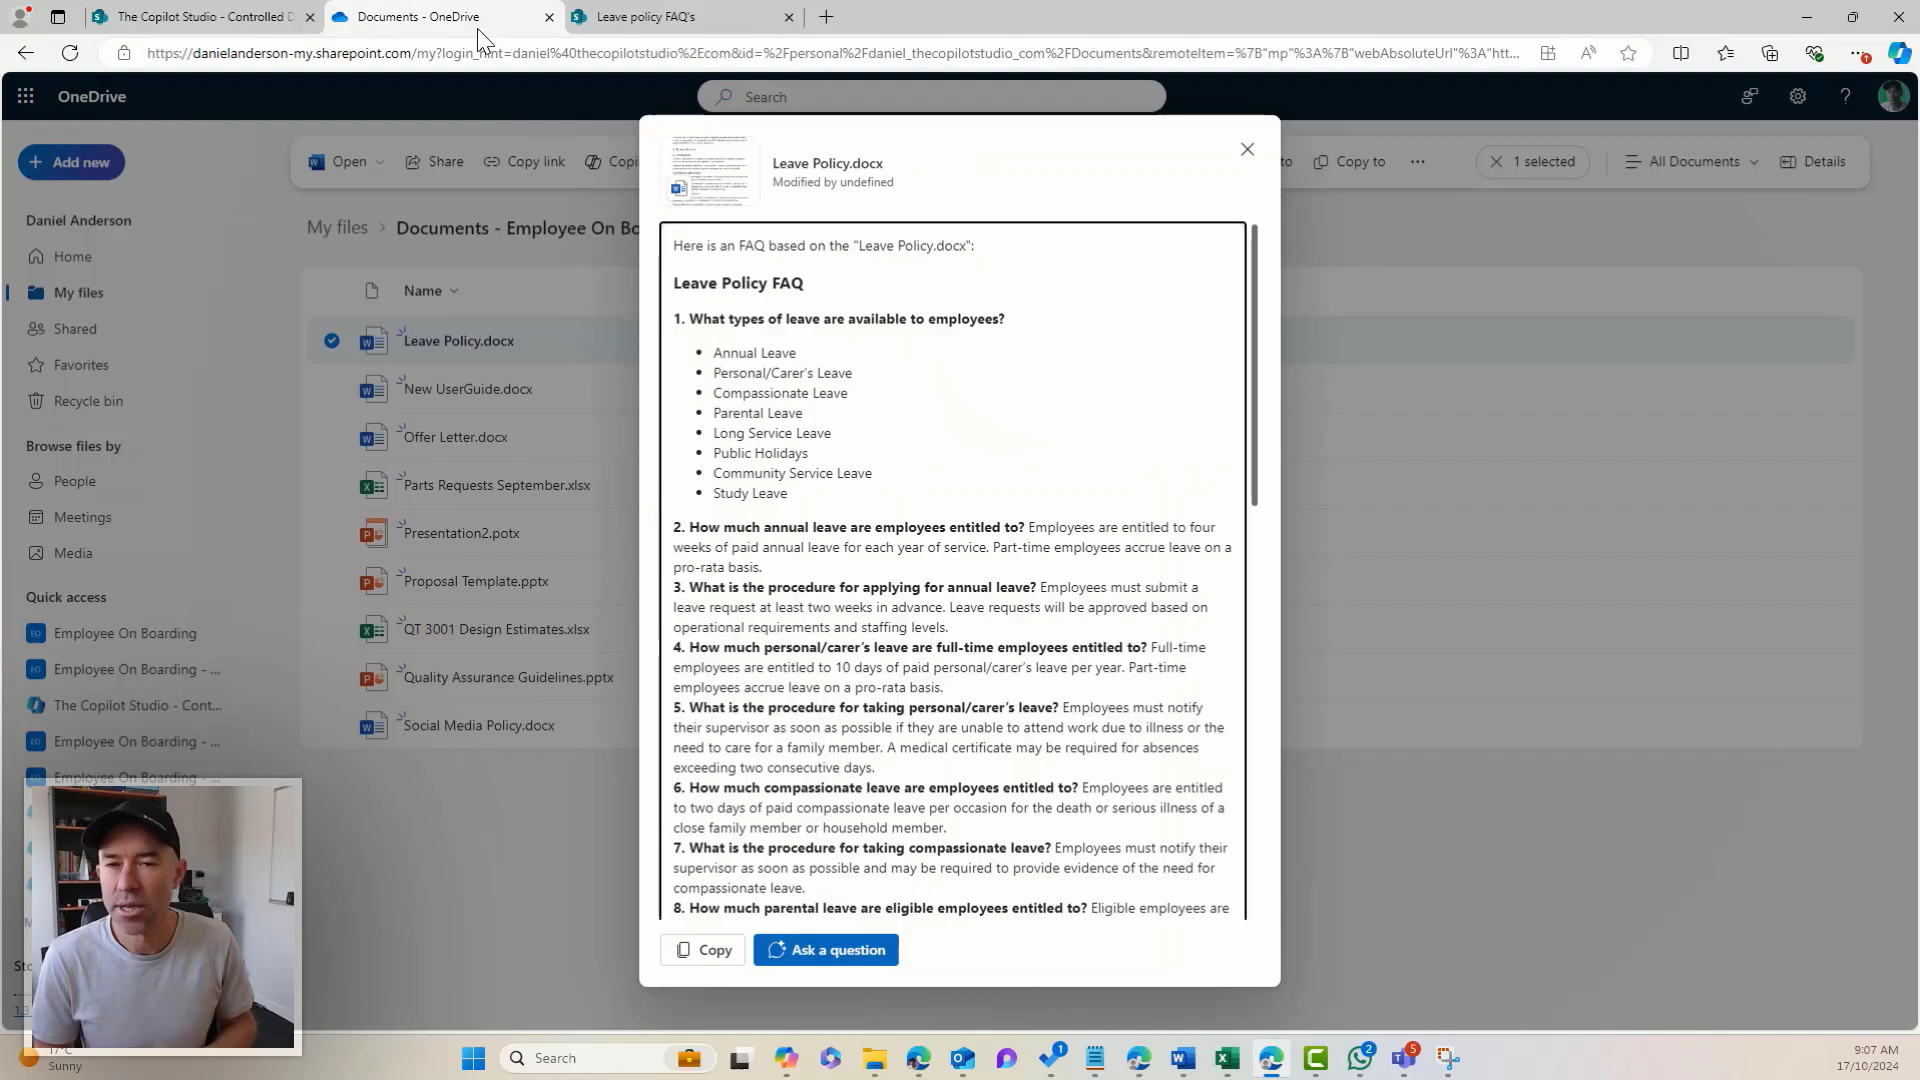 The Copilot Studio - Controlled D
Documents - OneDrive
Leave policy FAQ's
https://danielanderson-my.sharepoint.com/my?login_hint=daniel%40thecopilotstudio%2Ecom&id=%2Fpersonal%2Fdaniel_thecopilotstudio_com%2FDocuments&remoteItem=%7B"mp"%3A%7B"webAbsoluteUrl"%3A"htt...
OneDrive
Search
Add new
Open
Share
Copy link
Copi
to
Copy to
1 selected
All Documents
Details
Daniel Anderson
Home
My files
Shared
Favorites
Recycle bin
Browse files by
People
Meetings
Media
Quick access
Employee On Boarding
Employee On Boarding - ...
The Copilot Studio - Cont...
Employee On Boarding - ...
Employee On Boarding - ...
My files > Documents - Employee On Bo
Name
Leave Policy.docx
New UserGuide.docx
Offer Letter.docx
Parts Requests September.xlsx
Presentation2.potx
Proposal Template.pptx
QT 3001 Design Estimates.xlsx
Quality Assurance Guidelines.pptx
Social Media Policy.docx
Leave Policy.docx
Modified by undefined
Here is an FAQ based on the "Leave Policy.docx":
Leave Policy FAQ
1. What types of leave are available to employees?
• Annual Leave
• Personal/Carer's Leave
• Compassionate Leave
• Parental Leave
• Long Service Leave
• Public Holidays
• Community Service Leave
• Study Leave
2. How much annual leave are employees entitled to? Employees are entitled to four
weeks of paid annual leave for each year of service. Part-time employees accrue leave on a
pro-rata basis.
3. What is the procedure for applying for annual leave? Employees must submit a
leave request at least two weeks in advance. Leave requests will be approved based on
operational requirements and staffing levels.
4. How much personal/carer's leave are full-time employees entitled to? Full-time
employees are entitled to 10 days of paid personal/carer's leave per year. Part-time
employees accrue leave on a pro-rata basis.
5. What is the procedure for taking personal/carer's leave? Employees must notify
their supervisor as soon as possible if they are unable to attend work due to illness or the
need to care for a family member. A medical certificate may be required for absences
exceeding two consecutive days.
6. How much compassionate leave are employees entitled to? Employees are entitled
to two days of paid compassionate leave per occasion for the death or serious illness of a
close family member or household member.
7. What is the procedure for taking compassionate leave? Employees must notify their
supervisor as soon as possible and may be required to provide evidence of the need for
compassionate leave.
8. How much parental leave are eligible employees entitled to? Eligible employees are
Copy
Ask a question
17°C
Sunny
Search
1
2
5
9:07 AM
17/10/2024